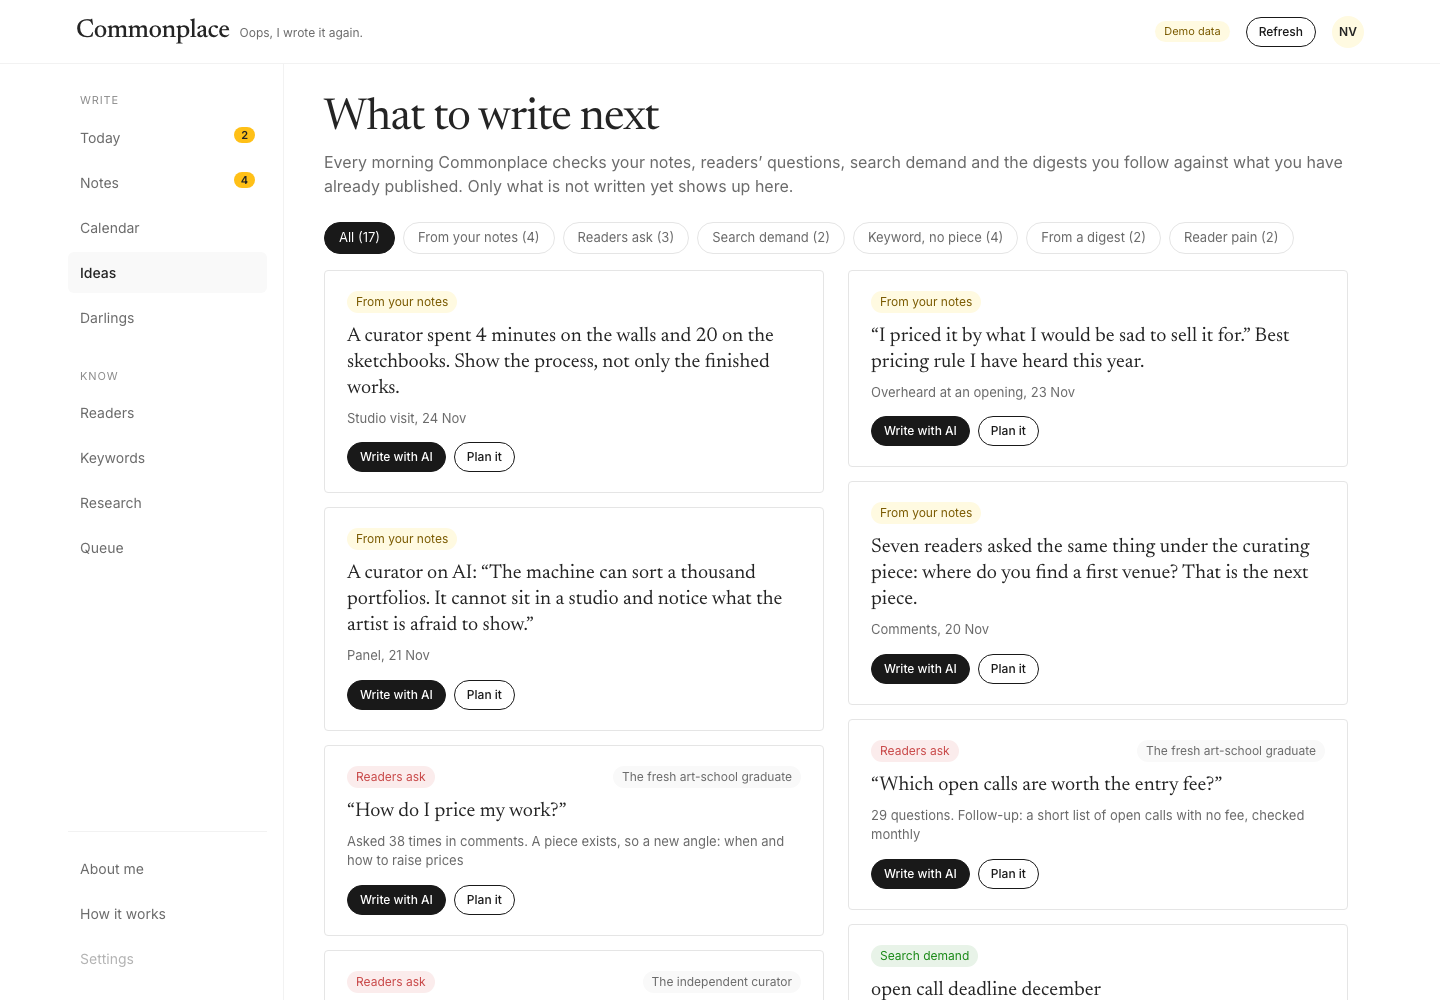 Commonplace
Oops, I wrote it again.
Demo data
Refresh
NV
WRITE
Today
2
Notes
4
Calendar
Ideas
Darlings
KNOW
Readers
Keywords
Research
Queue
About me
How it works
Settings
What to write next
Every morning Commonplace checks your notes, readers’ questions, search demand and the digests you follow against what you have
already published. Only what is not written yet shows up here.
All (17)
From your notes (4)
Readers ask (3)
Search demand (2)
Keyword, no piece (4)
From a digest (2)
Reader pain (2)
From your notes
A curator spent 4 minutes on the walls and 20 on the
sketchbooks. Show the process, not only the finished
works.
Studio visit, 24 Nov
Write with AI
Plan it
From your notes
A curator on AI: “The machine can sort a thousand
portfolios. It cannot sit in a studio and notice what the
artist is afraid to show.”
Panel, 21 Nov
Write with AI
Plan it
Readers ask
The fresh art-school graduate
“How do I price my work?”
Asked 38 times in comments. A piece exists, so a new angle: when and
how to raise prices
Write with AI
Plan it
Readers ask
The independent curator
From your notes
“I priced it by what I would be sad to sell it for.” Best
pricing rule I have heard this year.
Overheard at an opening, 23 Nov
Write with AI
Plan it
From your notes
Seven readers asked the same thing under the curating
piece: where do you find a first venue? That is the next
piece.
Comments, 20 Nov
Write with AI
Plan it
Readers ask
The fresh art-school graduate
“Which open calls are worth the entry fee?”
29 questions. Follow-up: a short list of open calls with no fee, checked
monthly
Write with AI
Plan it
Search demand
open call deadline december